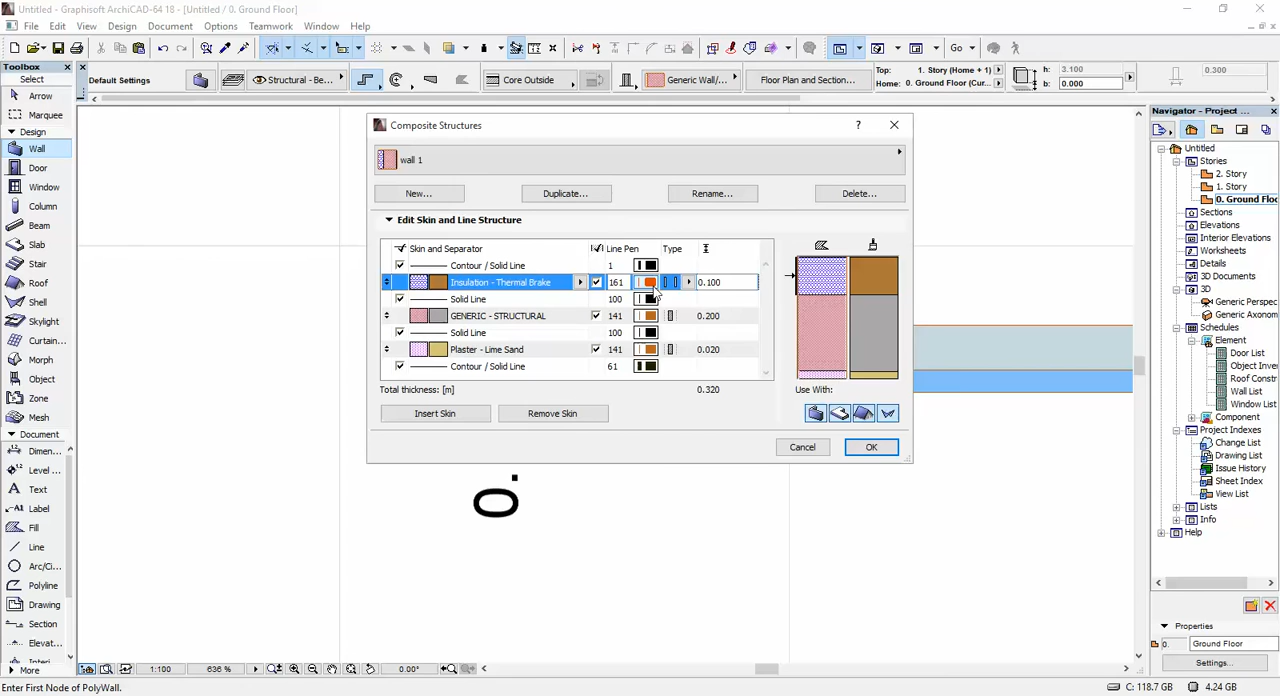 Untitled - Graphisoft ArchiCAD-64 18 - [Untitled / 0. Ground Floor]
File Edit View Design Document Options Teamwork Window Help
Go
Toolbox
Select
Arrow
Marquee
Design
Wall
Door
Window
Column
Beam
Slab
Stair
Roof
Shell
Skylight
Curtain...
Morph
Object
Zone
Mesh
Document
Dimen...
Level ...
Text
Label
Fill
Line
Arc/Ci...
Polyline
Drawing
Section
Elevat...
More
Default Settings
Structural - Be...
Core Outside
Generic Wall/...
Floor Plan and Section...
Top: 1. Story (Home + 1)
Home: 0. Ground Floor (Cur...
h: 3.100
b: 0.000
0.300
Composite Structures
?
wall 1
New... Duplicate... Rename... Delete...
Edit Skin and Line Structure
Skin and Separator Line Pen Type
Contour / Solid Line 1
Insulation - Thermal Brake 161 0.100
Solid Line 100
GENERIC - STRUCTURAL 141 0.200
Solid Line 100
Plaster - Lime Sand 141 0.020
Contour / Solid Line 61
Total thickness: [m] 0.320
Use With:
Insert Skin Remove Skin
Cancel OK
Navigator - Project ...
Untitled
Stories
2. Story
1. Story
0. Ground Floo
Sections
Elevations
Interior Elevations
Worksheets
Details
3D Documents
3D
Generic Perspe
Generic Axonom
Schedules
Element
Door List
Object Inve
Roof Constr
Wall List
Window List
Component
Project Indexes
Change List
Drawing List
Issue History
Sheet Index
View List
Lists
Info
Help
Properties
0. Ground Floor
Settings...
1:100 636 % 0.00°
Enter First Node of PolyWall.
C: 118.7 GB 4.24 GB